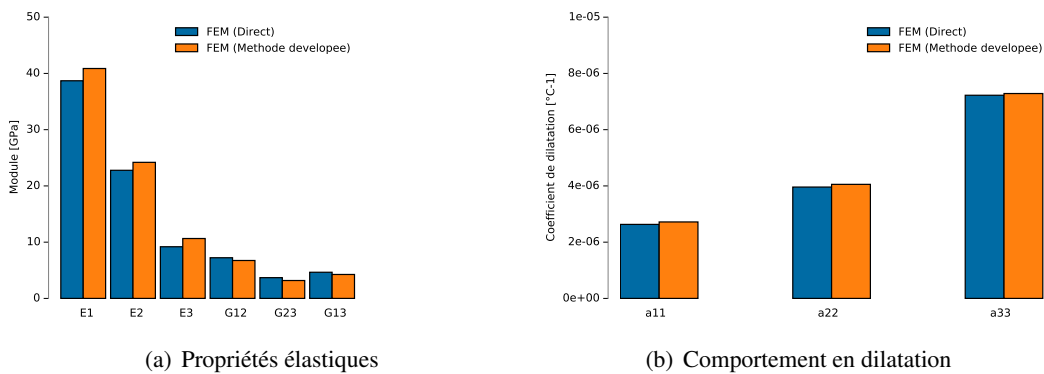 50
40
30
20
10
0
Module [GPa]
FEM (Direct)
FEM (Methode developee)
E1 E2 E3 G12 G23 G13
(a) Propriétés élastiques
1e-05
8e-06
6e-06
4e-06
2e-06
0e+00
Coefficient de dilatation [°C-1]
FEM (Direct)
FEM (Methode developee)
a11 a22 a33
(b) Comportement en dilatation